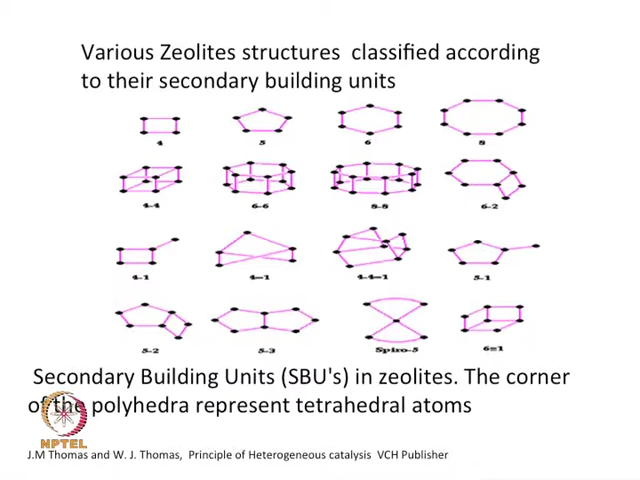 Various Zeolites structures classified according
to their secondary building units
4 5 6 8
4-4 6-6 8-8 6-2
4-1 4=1 4-4=1 5-1
5-2 5-3 Spiro-5 6≡1
Secondary Building Units (SBU's) in zeolites. The corner
of the polyhedra represent tetrahedral atoms
NPTEL
J.M Thomas and W. J. Thomas, Principle of Heterogeneous catalysis VCH Publisher